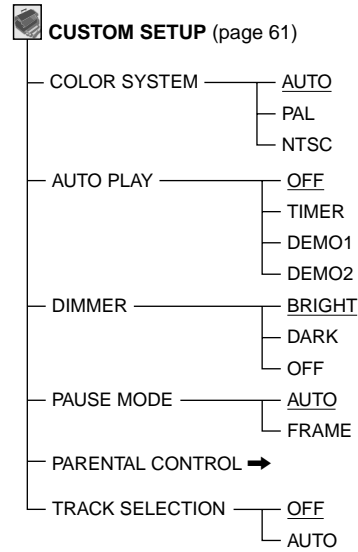 CUSTOM SETUP (page 61)
COLOR SYSTEM AUTO
PAL
NTSC
AUTO PLAY OFF
TIMER
DEMO1
DEMO2
DIMMER BRIGHT
DARK
OFF
PAUSE MODE AUTO
FRAME
PARENTAL CONTROL ➡
TRACK SELECTION OFF
AUTO